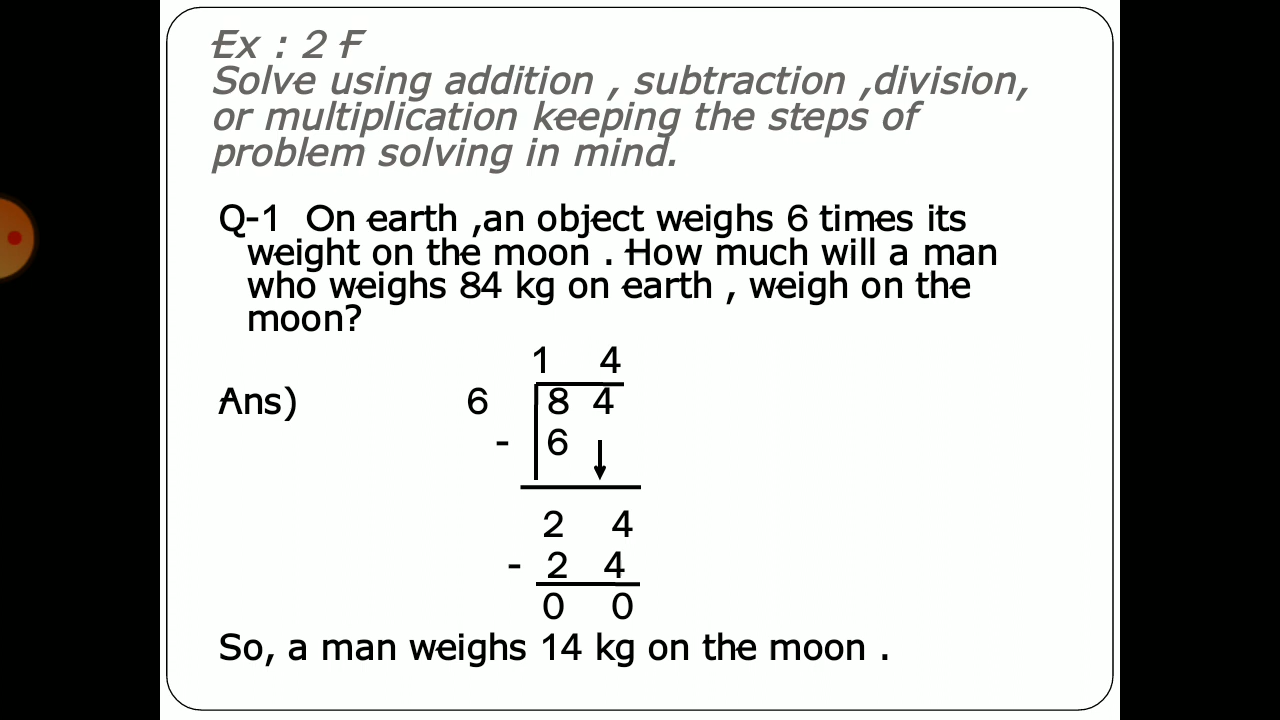 Ex : 2 F
Solve using addition , subtraction ,division,
or multiplication keeping the steps of
problem solving in mind.
Q-1 On earth ,an object weighs 6 times its
weight on the moon . How much will a man
who weighs 84 kg on earth , weigh on the
moon?
1 4
Ans) 6 8 4
- 6
2 4
- 2 4
0 0
So, a man weighs 14 kg on the moon .